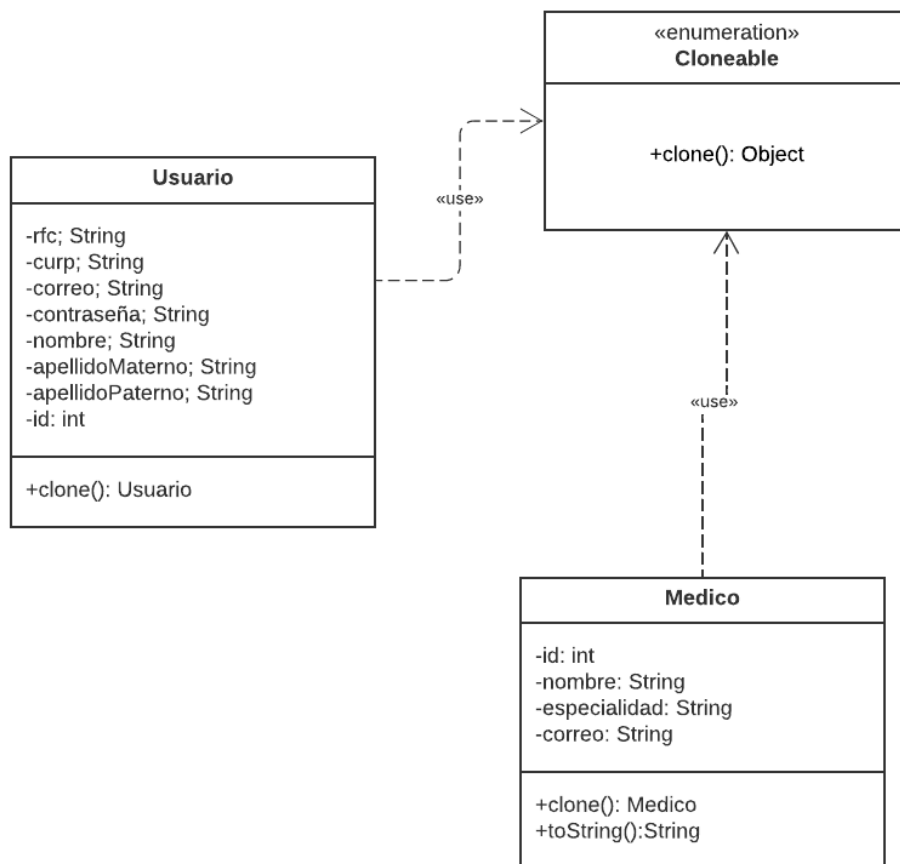 «enumeration»
Cloneable
+clone(): Object
«use»
Usuario
-rfc; String
-curp; String
-correo; String
-contraseña; String
-nombre; String
-apellidoMaterno; String
-apellidoPaterno; String
-id: int
+clone(): Usuario
«use»
Medico
-id: int
-nombre: String
-especialidad: String
-correo: String
+clone(): Medico
+toString():String